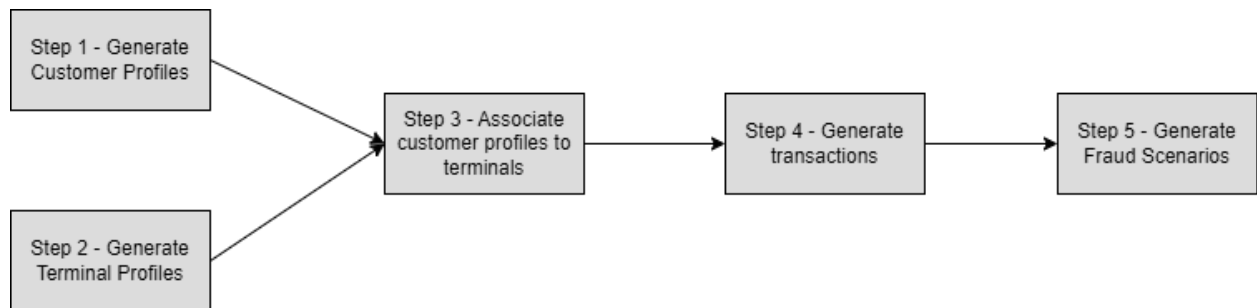 Step 1 - Generate
Customer Profiles
Step 2 - Generate
Terminal Profiles
Step 3 - Associate
customer profiles to
terminals
Step 4 - Generate
transactions
Step 5 - Generate
Fraud Scenarios